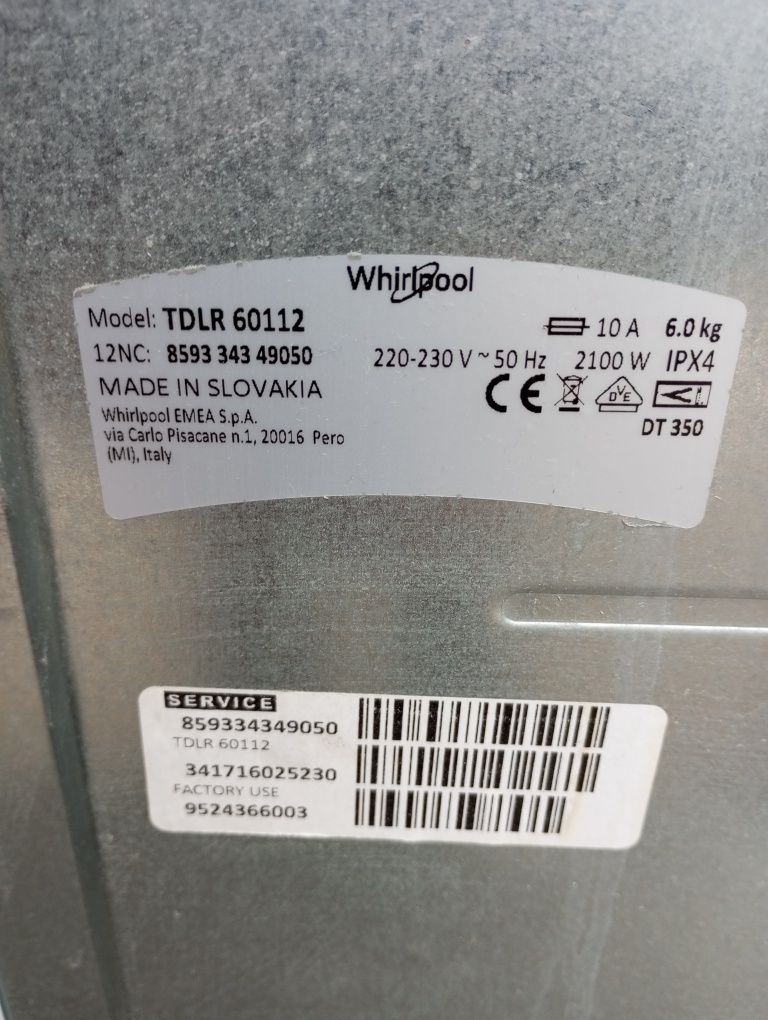 Whirlpool
Model: TDLR 60112
10 A 6.0 kg
12NC: 8593 343 49050
220-230 V ~ 50 Hz 2100 W IPX4
MADE IN SLOVAKIA
CE
DVE
Whirlpool EMEA S.p.A.
via Carlo Pisacane n.1, 20016 Pero
(MI), Italy
DT 350
SERVICE
859334349050
TDLR 60112
341716025230
FACTORY USE
9524366003